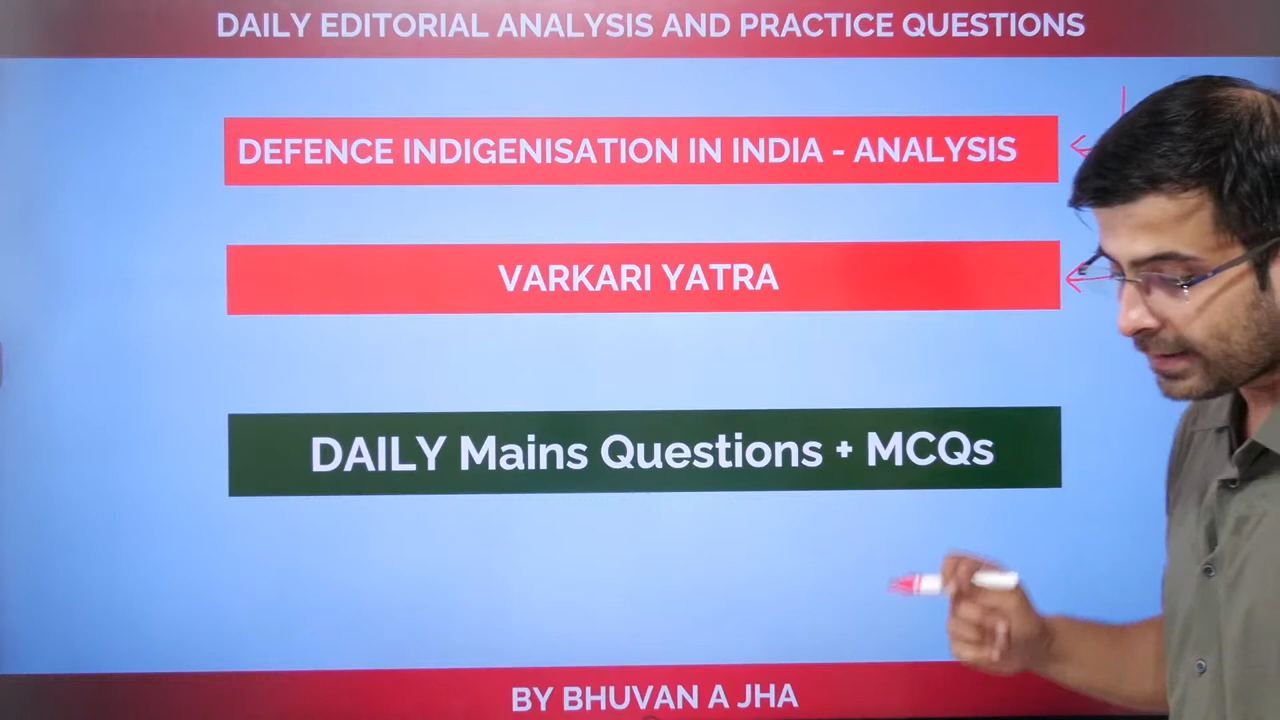 DAILY EDITORIAL ANALYSIS AND PRACTICE QUESTIONS
DEFENCE INDIGENISATION IN INDIA - ANALYSIS
VARKARI YATRA
DAILY Mains Questions + MCQs
BY BHUVAN A JHA